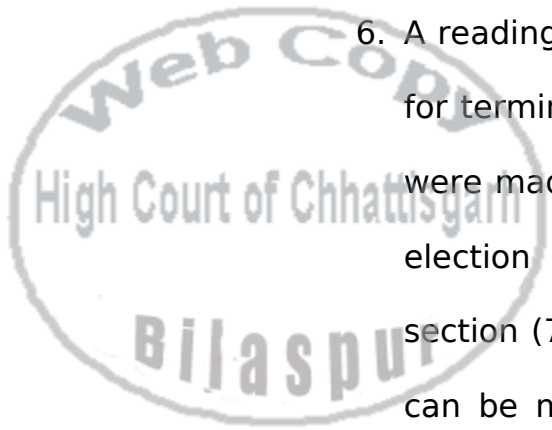 Web Copy
High Court of Chhattisgarh
Bilaspur
6. A reading
for termin
were mad
election
section (7
can be m